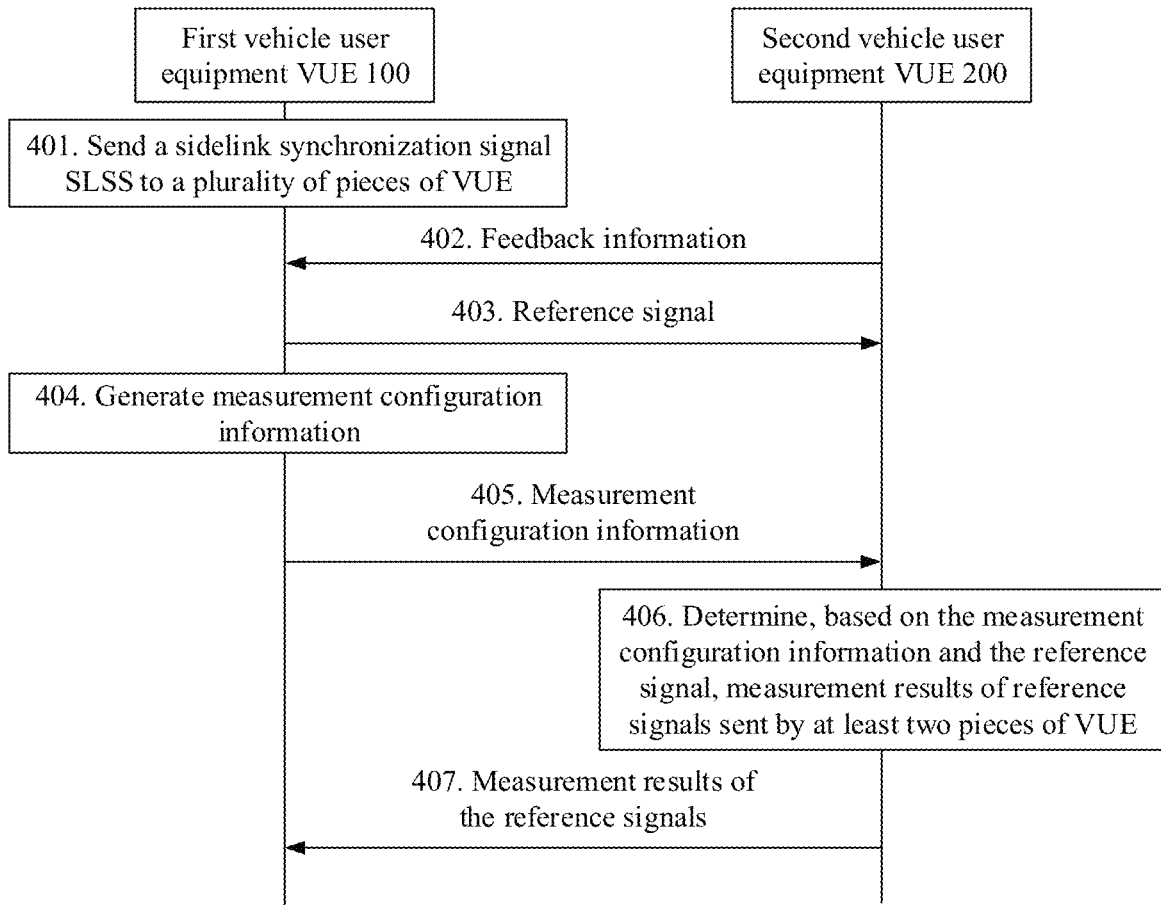 First vehicle user
equipment VUE 100
Second vehicle user
equipment VUE 200
401. Send a sidelink synchronization signal
SLSS to a plurality of pieces of VUE
402. Feedback information
403. Reference signal
404. Generate measurement configuration
information
405. Measurement
configuration information
406. Determine, based on the measurement
configuration information and the reference
signal, measurement results of reference
signals sent by at least two pieces of VUE
407. Measurement results of
the reference signals